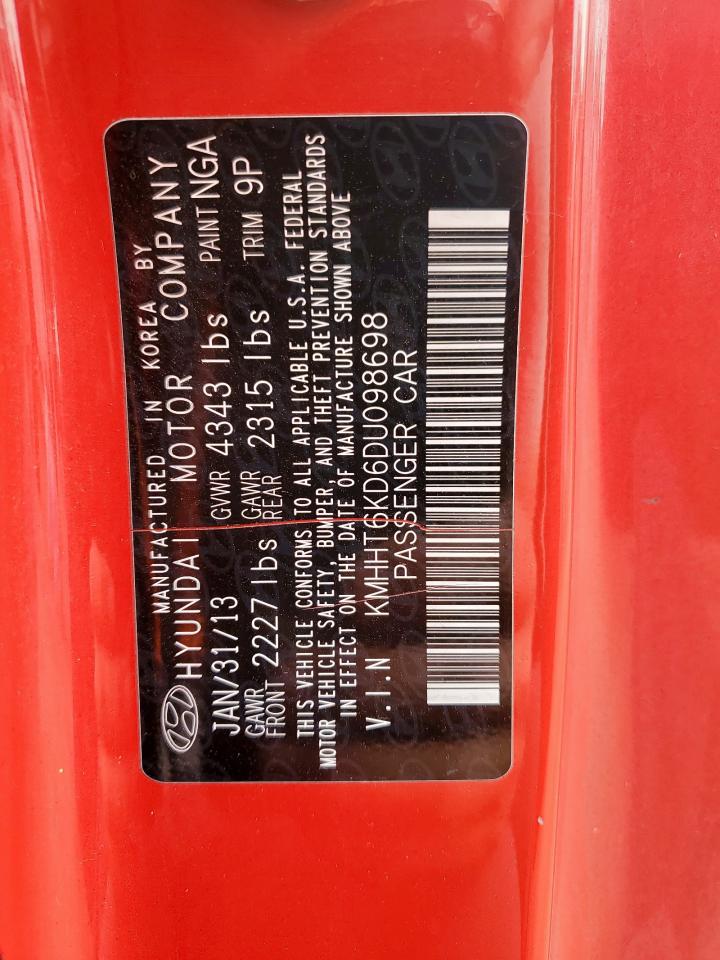 MANUFACTURED IN KOREA BY
HYUNDAI MOTOR COMPANY
JAN/31/13 GVWR 4343 lbs PAINT NGA
GAWR FRONT 2227 lbs GAWR REAR 2315 lbs TRIM 9P
THIS VEHICLE CONFORMS TO ALL APPLICABLE U.S.A. FEDERAL
MOTOR VEHICLE SAFETY, BUMPER, AND THEFT PREVENTION STANDARDS
IN EFFECT ON THE DATE OF MANUFACTURE SHOWN ABOVE
V.I.N KMHHT6KD6DU098698
PASSENGER CAR